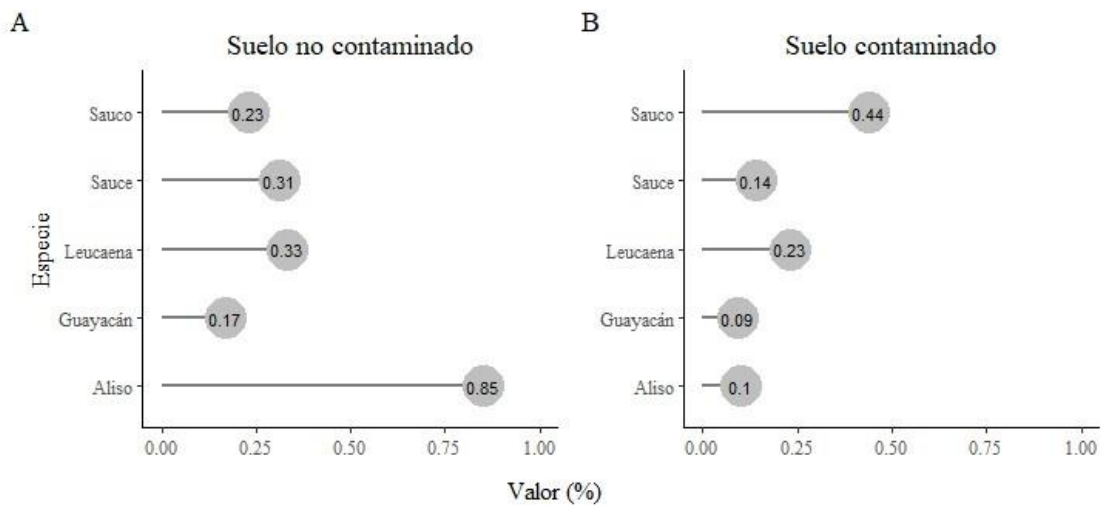 A
Suelo no contaminado
Especie
Sauco
0.23
Sauce
0.31
Leucaena
0.33
Guayacán
0.17
Aliso
0.85
0.00 0.25 0.50 0.75 1.00
B
Suelo contaminado
Sauco
0.44
Sauce
0.14
Leucaena
0.23
Guayacán
0.09
Aliso
0.1
0.00 0.25 0.50 0.75 1.00
Valor (%)